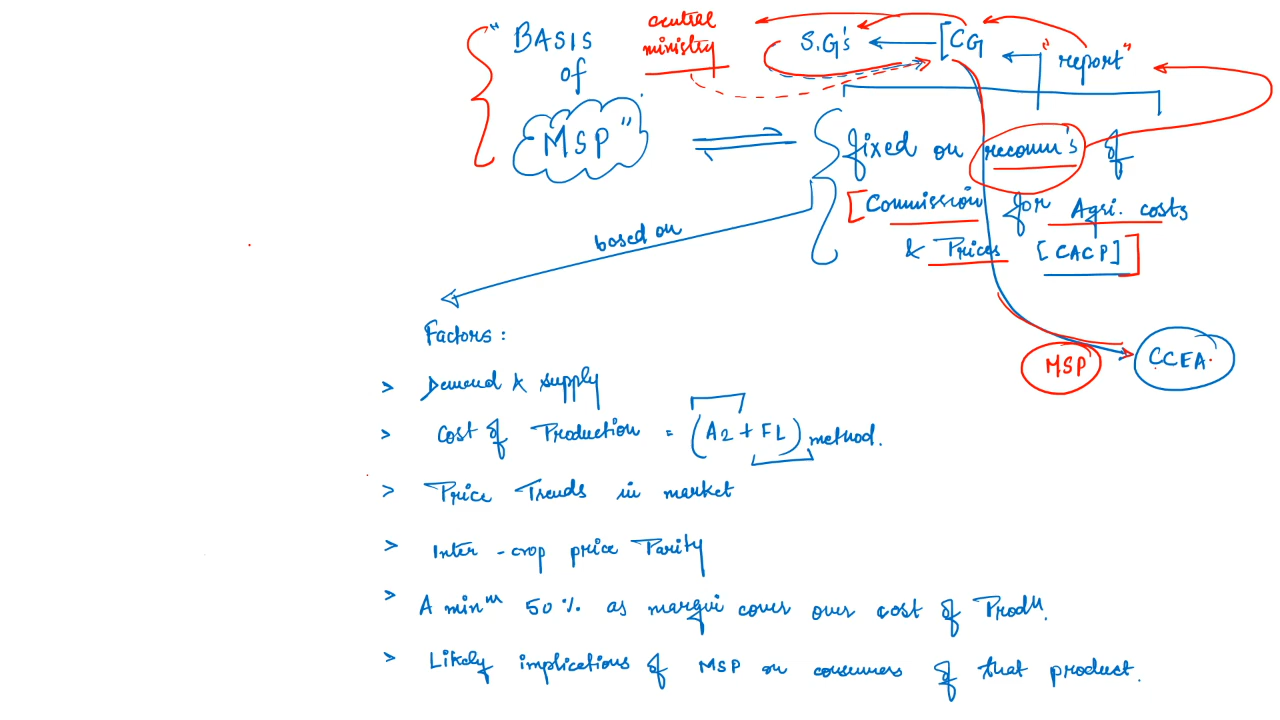 "BASIS
of
MSP"
central
ministry
S.G's
[CG
"report"
fixed on recomm's of
[Commission for Agri. costs
& Prices [CACP]]
based on
MSP
CCEA.
Factors:
> Demand & supply
> Cost of Production = (A2 + FL) method.
> Price Trends in market
> Inter-crop price Parity
> A minᵐ 50% as margin cover over cost of Prodⁿ.
> Likely implications of MSP on consumers of that product.